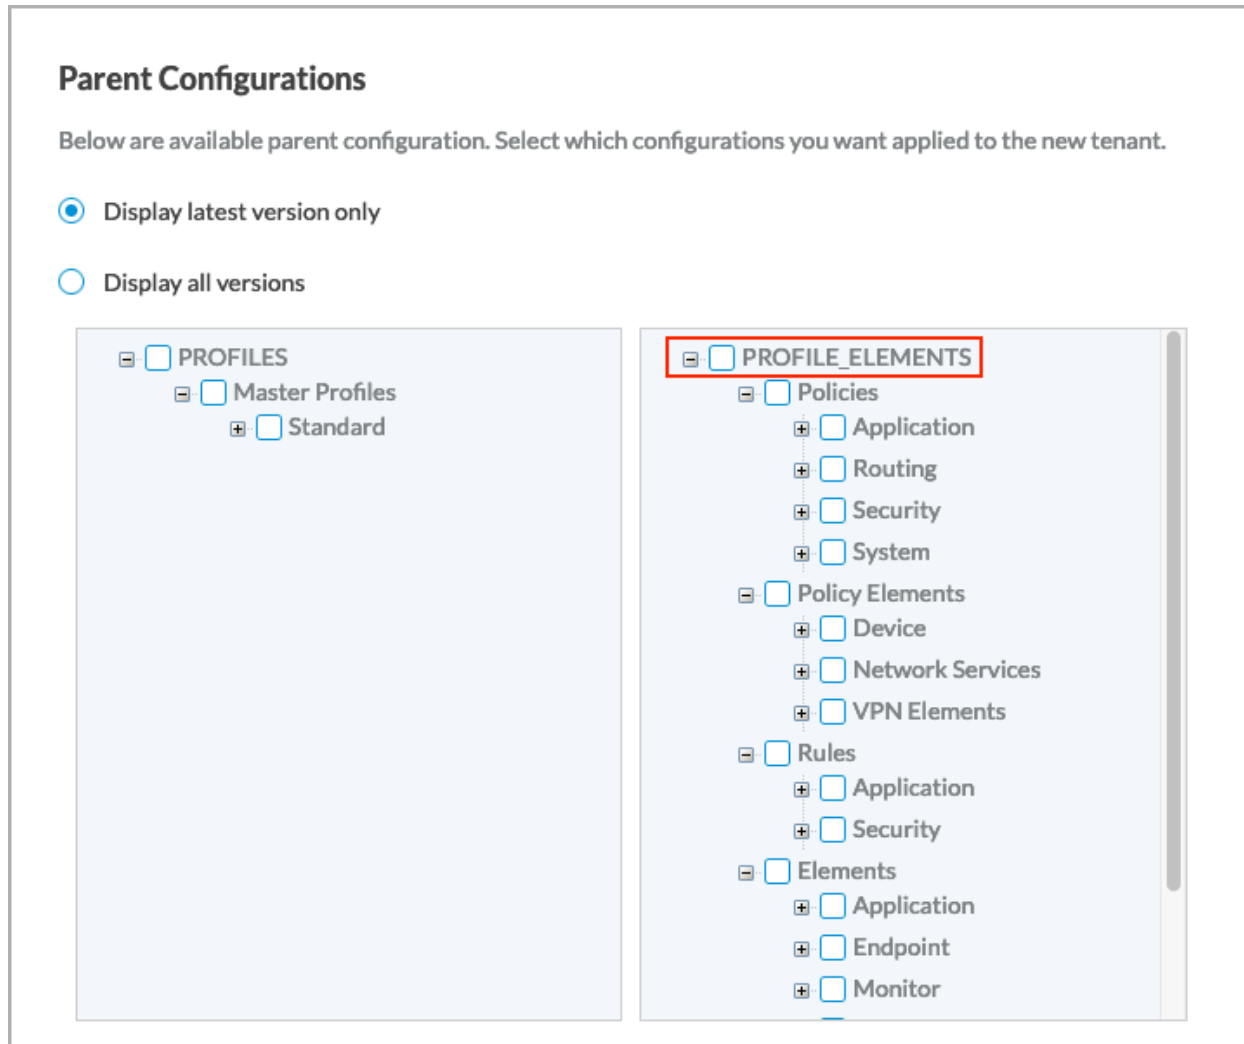 Parent Configurations
Below are available parent configuration. Select which configurations you want applied to the new tenant.
Display latest version only
Display all versions
PROFILES
Master Profiles
Standard
PROFILE_ELEMENTS
Policies
Application
Routing
Security
System
Policy Elements
Device
Network Services
VPN Elements
Rules
Application
Security
Elements
Application
Endpoint
Monitor